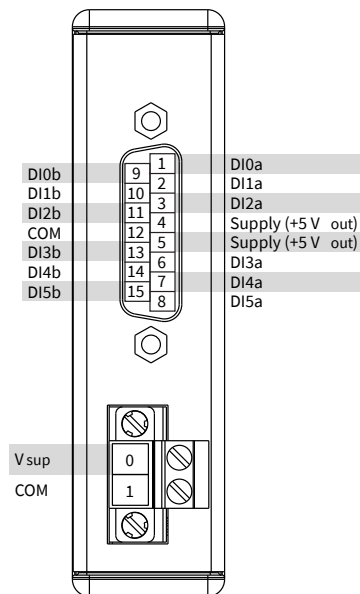 DI0b
DI1b
DI2b
COM
DI3b
DI4b
DI5b
9
10
11
12
13
14
15
1
2
3
4
5
6
7
8
DI0a
DI1a
DI2a
Supply (+5 V out)
Supply (+5 V out)
DI3a
DI4a
DI5a
V sup
COM
0
1